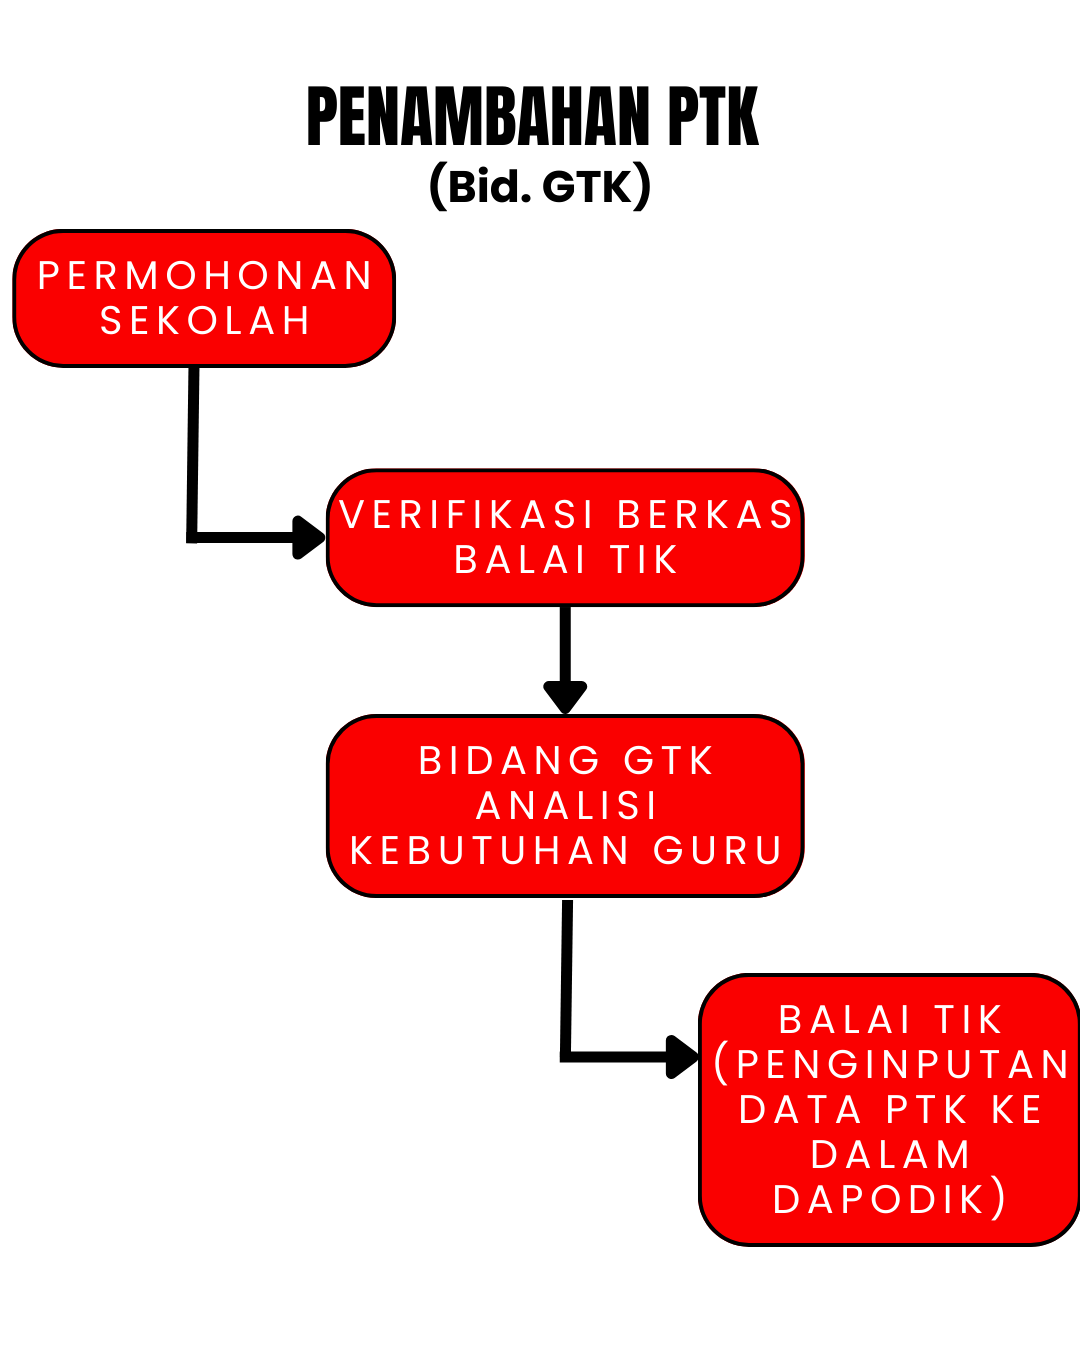 PENAMBAHAN PTK
(Bid. GTK)
PERMOHONAN
SEKOLAH
VERIFIKASI BERKAS
BALAI TIK
BIDANG GTK
ANALISI
KEBUTUHAN GURU
BALAI TIK
(PENGINPUTAN
DATA PTK KE
DALAM
DAPODIK)